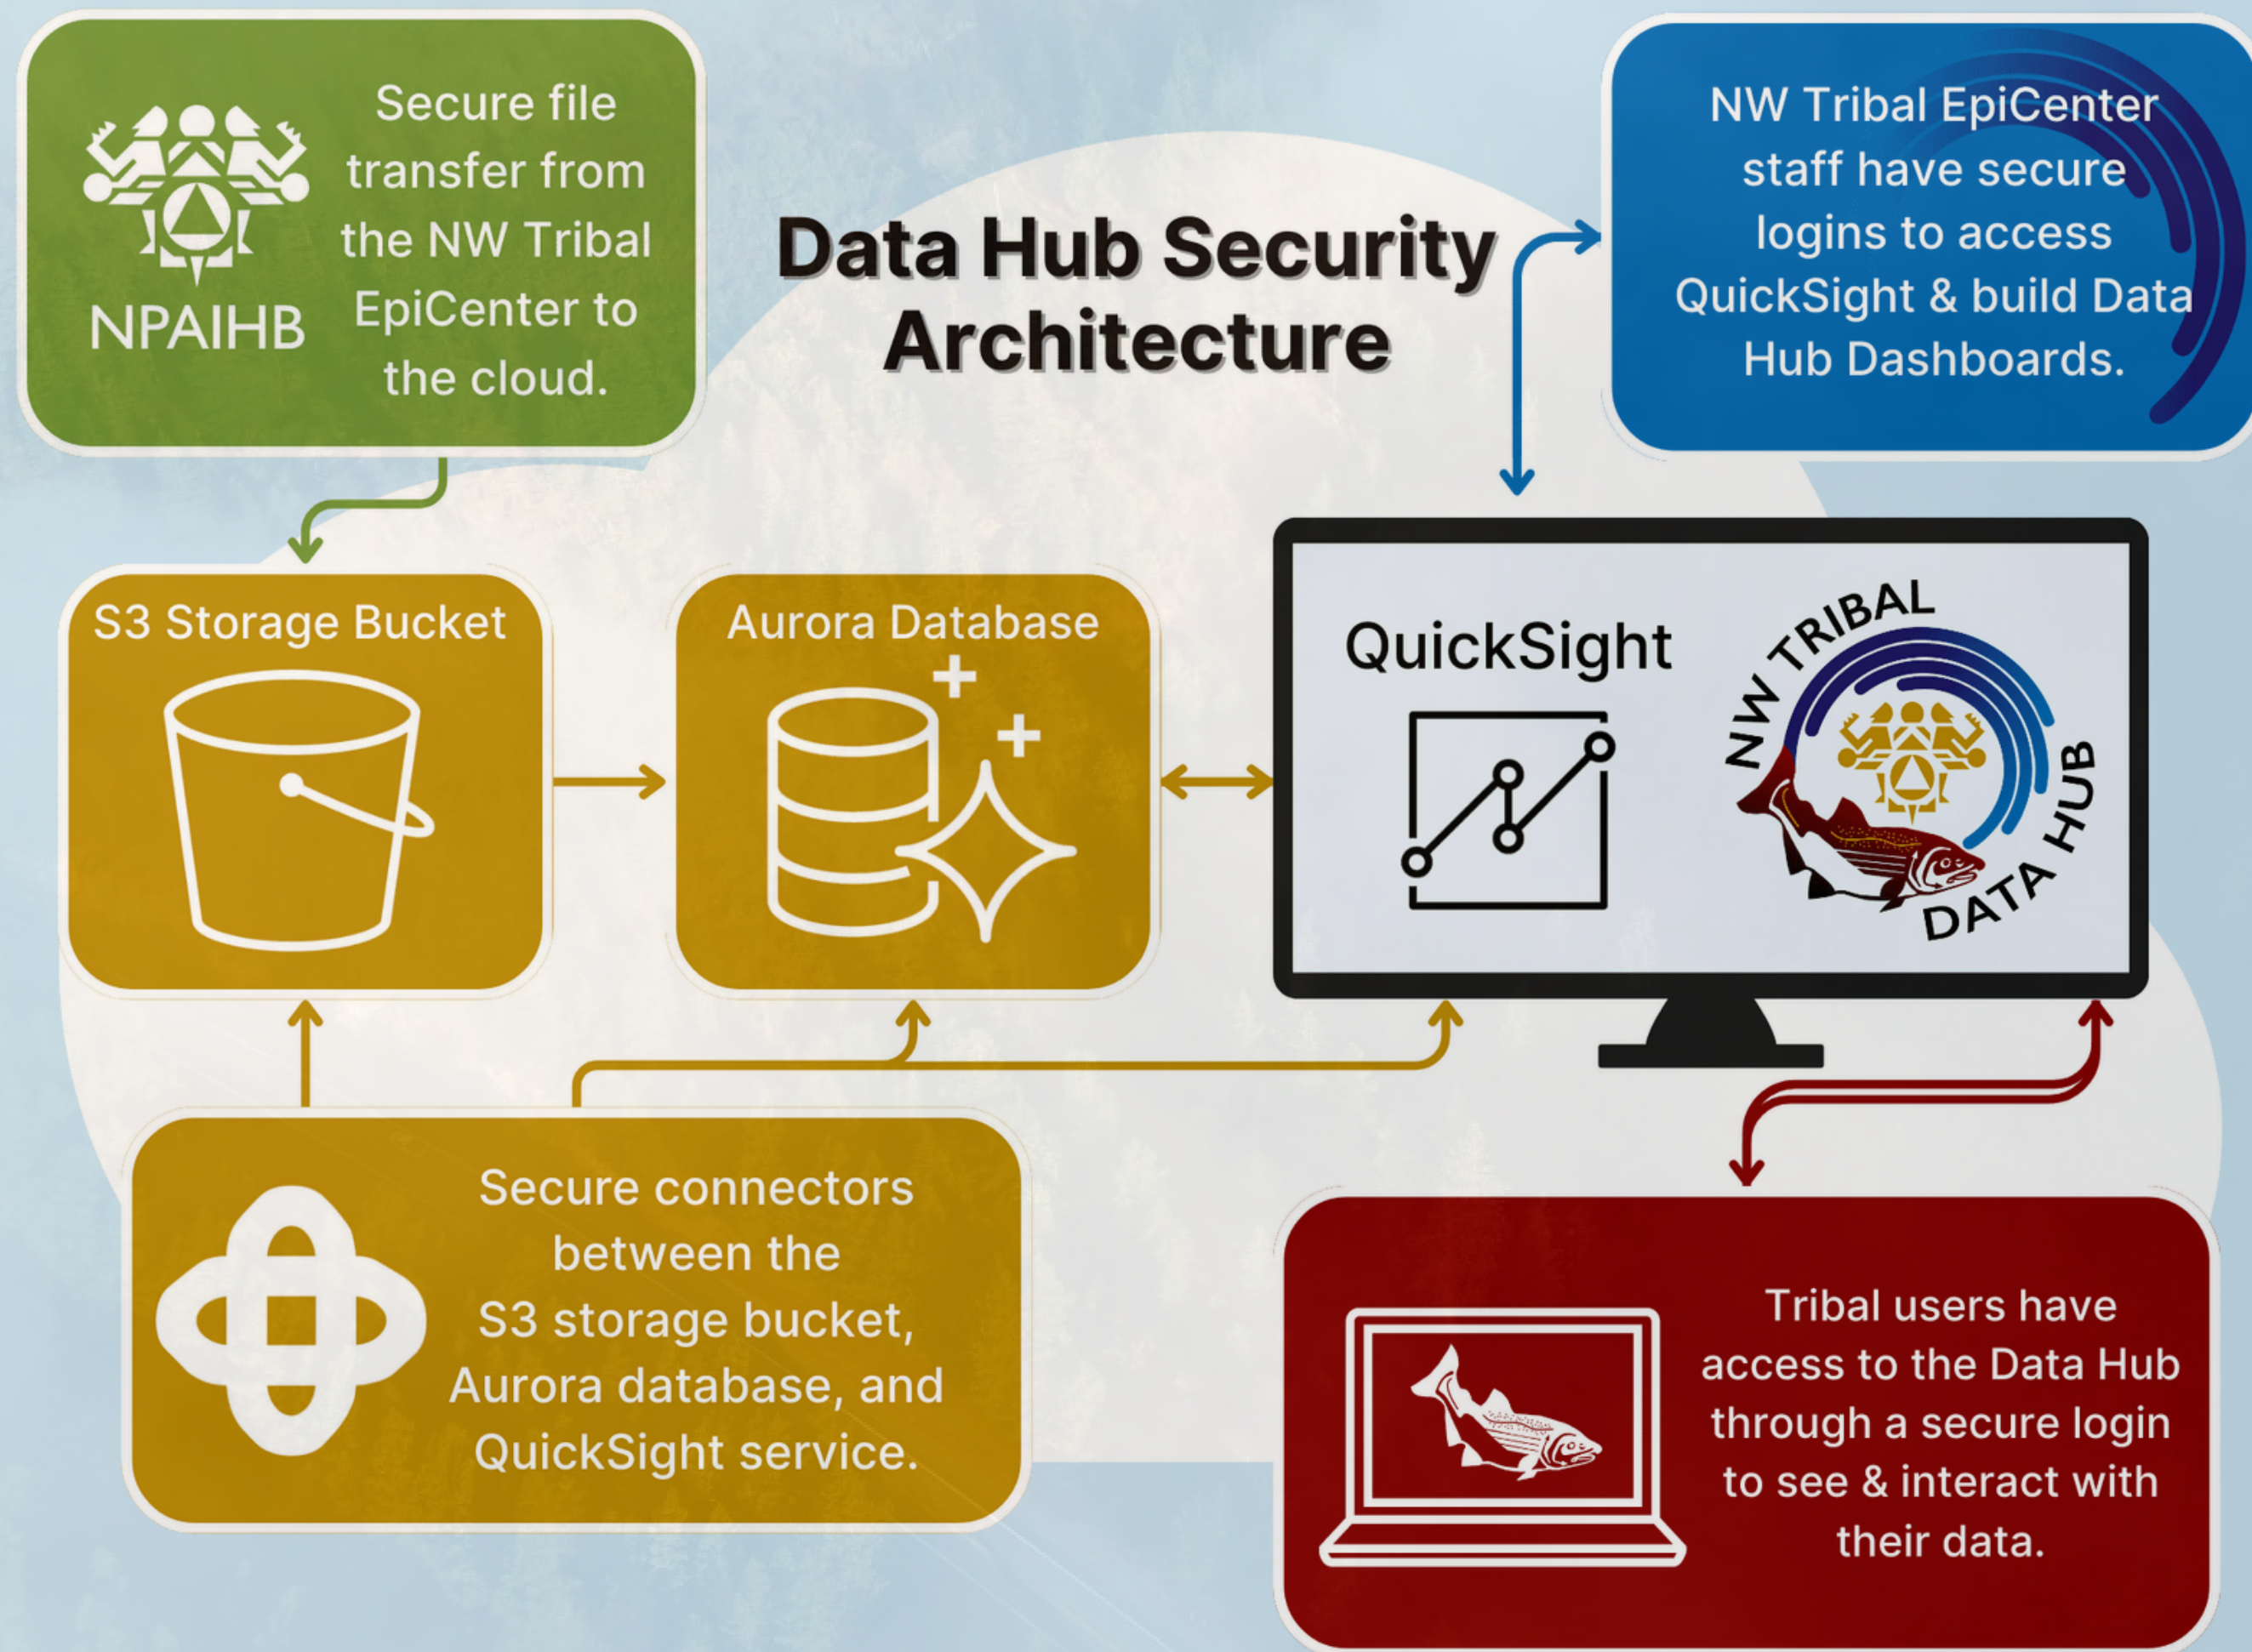 Secure file
transfer from
the NW Tribal
EpiCenter to
the cloud.
NPAIHB
Data Hub Security
Architecture
NW Tribal EpiCenter
staff have secure
logins to access
QuickSight & build Data
Hub Dashboards.
S3 Storage Bucket
Aurora Database
QuickSight
NW TRIBAL
DATA HUB
Secure connectors
between the
S3 storage bucket,
Aurora database, and
QuickSight service.
Tribal users have
access to the Data Hub
through a secure login
to see & interact with
their data.